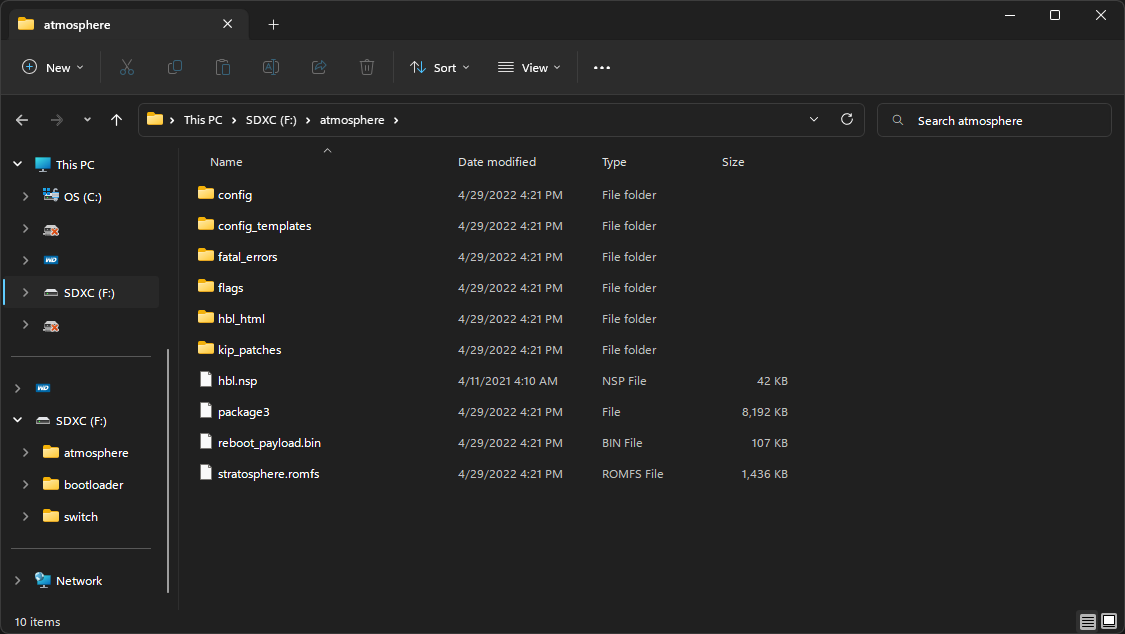 atmosphere
New Sort View
This PC SDXC (F:) atmosphere Search atmosphere
This PC
OS (C:)
WD
SDXC (F:)
WD
SDXC (F:)
atmosphere
bootloader
switch
Network
Name Date modified Type Size
config 4/29/2022 4:21 PM File folder
config_templates 4/29/2022 4:21 PM File folder
fatal_errors 4/29/2022 4:21 PM File folder
flags 4/29/2022 4:21 PM File folder
hbl_html 4/29/2022 4:21 PM File folder
kip_patches 4/29/2022 4:21 PM File folder
hbl.nsp 4/11/2021 4:10 AM NSP File 42 KB
package3 4/29/2022 4:21 PM File 8,192 KB
reboot_payload.bin 4/29/2022 4:21 PM BIN File 107 KB
stratosphere.romfs 4/29/2022 4:21 PM ROMFS File 1,436 KB
10 items